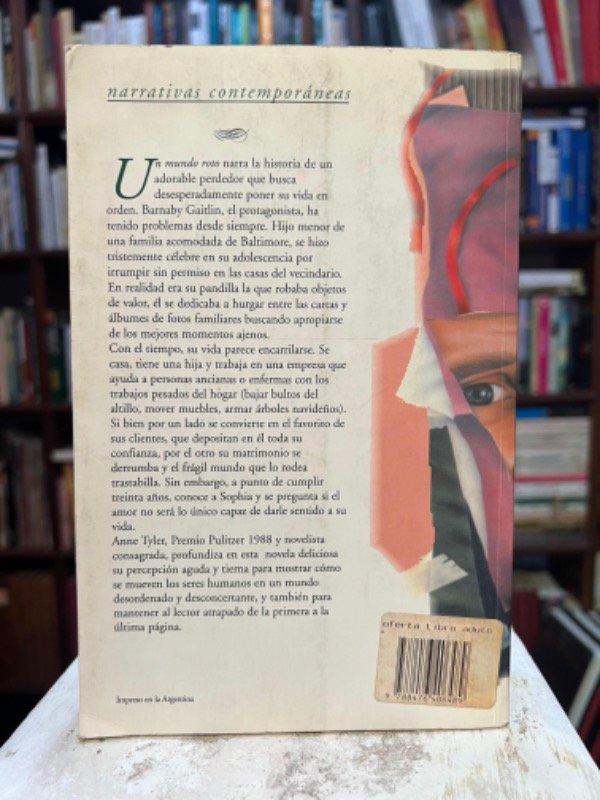 narrativas contemporáneas
Un mundo roto narra la historia de un
adorable perdedor que busca
desesperadamente poner su vida en
orden. Barnaby Gaitlin, el protagonista, ha
tenido problemas desde siempre. Hijo menor de
una familia acomodada de Baltimore, se hizo
tristemente célebre en su adolescencia por
irrumpir sin permiso en las casas del vecindario.
En realidad era su pandilla la que robaba objetos
de valor, él se dedicaba a hurgar entre las cartas y
álbumes de fotos familiares buscando apropiarse
de los mejores momentos ajenos.
Con el tiempo, su vida parece encarrilarse. Se
casa, tiene una hija y trabaja en una empresa que
ayuda a personas ancianas o enfermas con los
trabajos pesados del hogar (bajar bultos del
altillo, mover muebles, armar árboles navideños).
Si bien por un lado se convierte en el favorito de
sus clientes, que depositan en él toda su
confianza, por el otro su matrimonio se
derrumba y el frágil mundo que lo rodea
trastabilla. Sin embargo, a punto de cumplir
treinta años, conoce a Sophia y se pregunta si el
amor no será lo único capaz de darle sentido a su
vida.
Anne Tyler, Premio Pulitzer 1988 y novelista
consagrada, profundiza en esta novela deliciosa
su percepción aguda y tierna para mostrar cómo
se mueven los seres humanos en un mundo
desordenado y desconcertante, y también para
mantener al lector atrapado de la primera a la
última página.
oferta Libro
Impreso en la Argentina